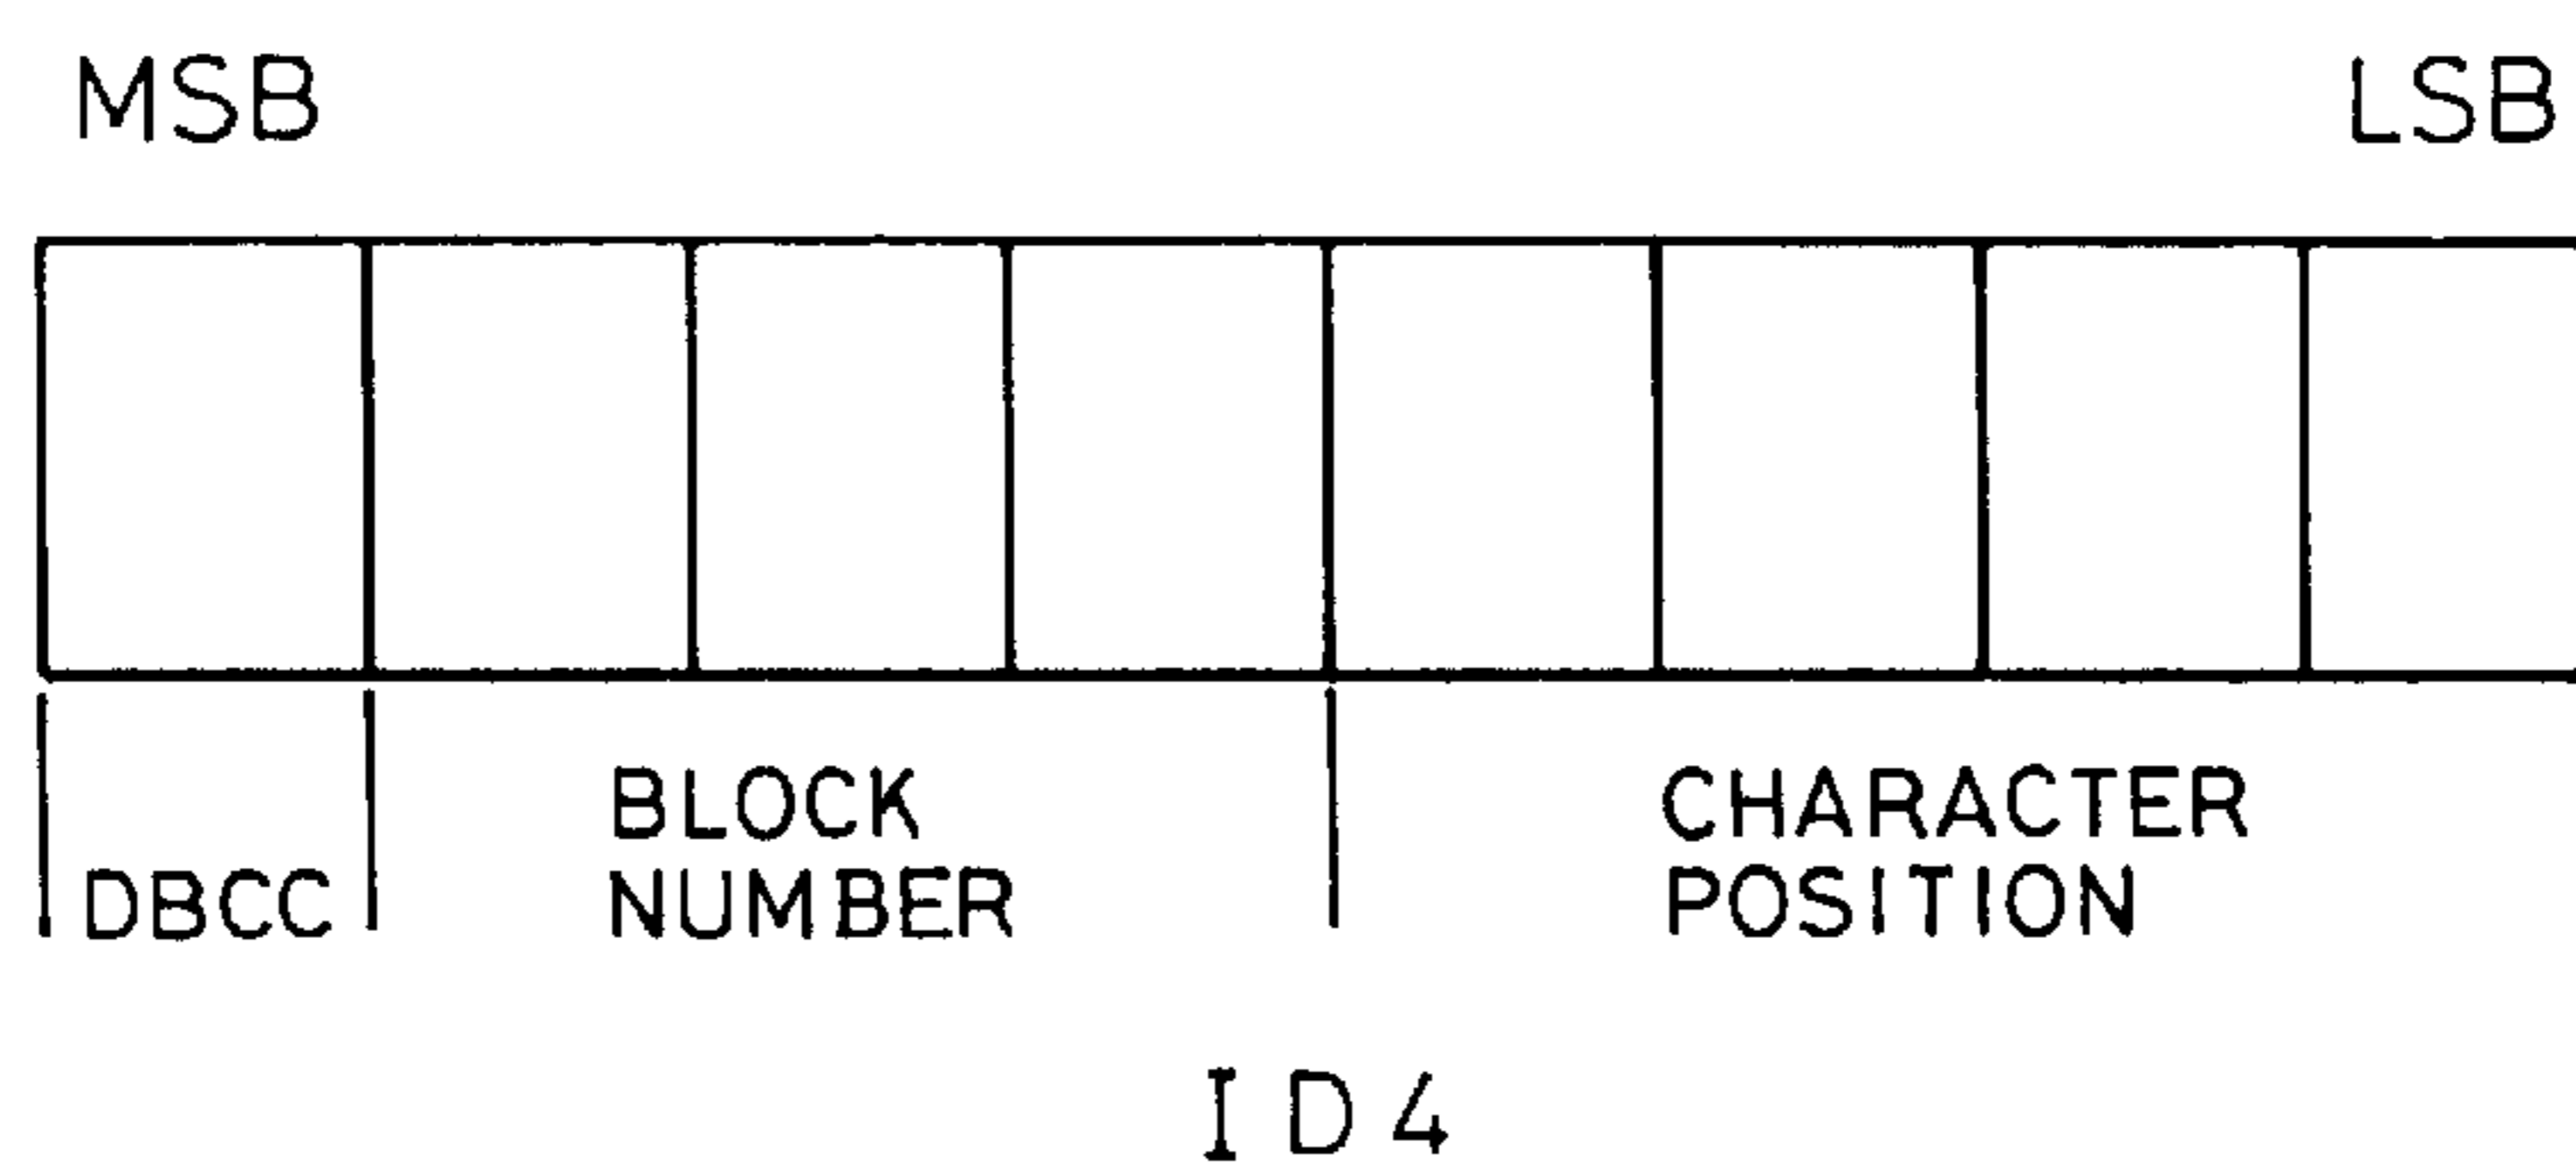 MSB LSB
BLOCK
NUMBER
CHARACTER
POSITION
DBCC
ID4